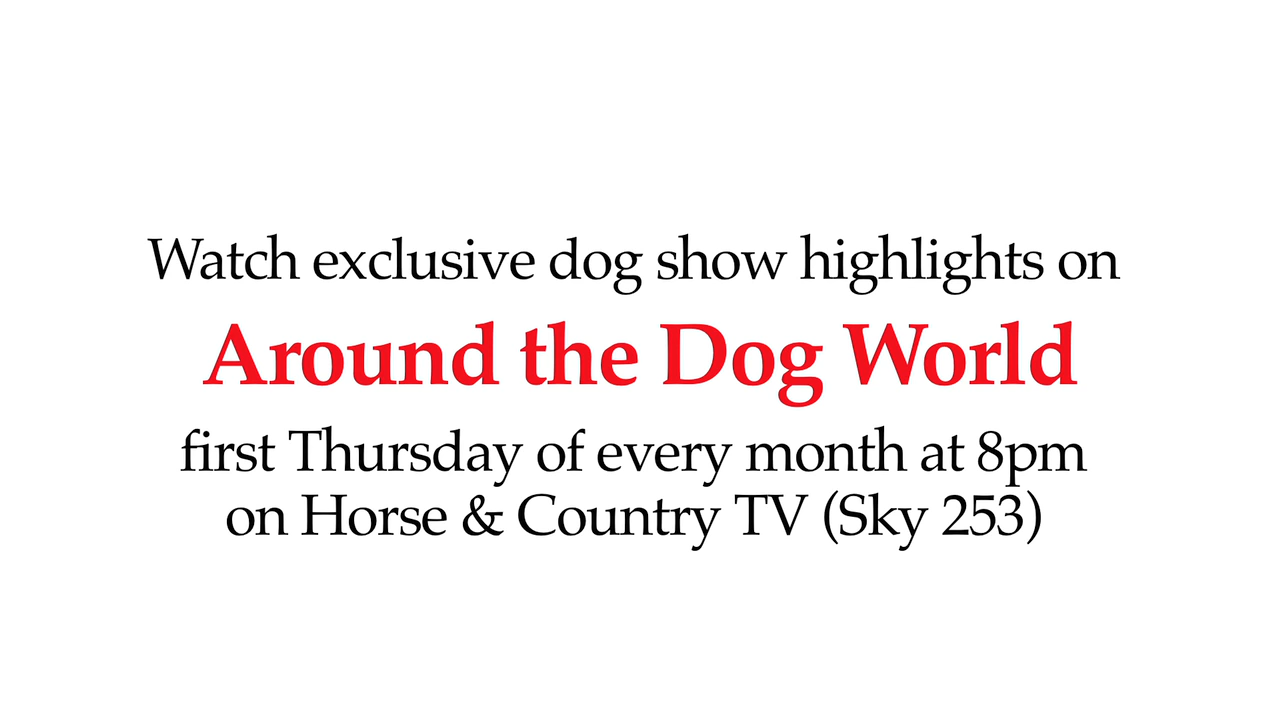 Watch exclusive dog show highlights on
Around the Dog World
first Thursday of every month at 8pm
on Horse & Country TV (Sky 253)